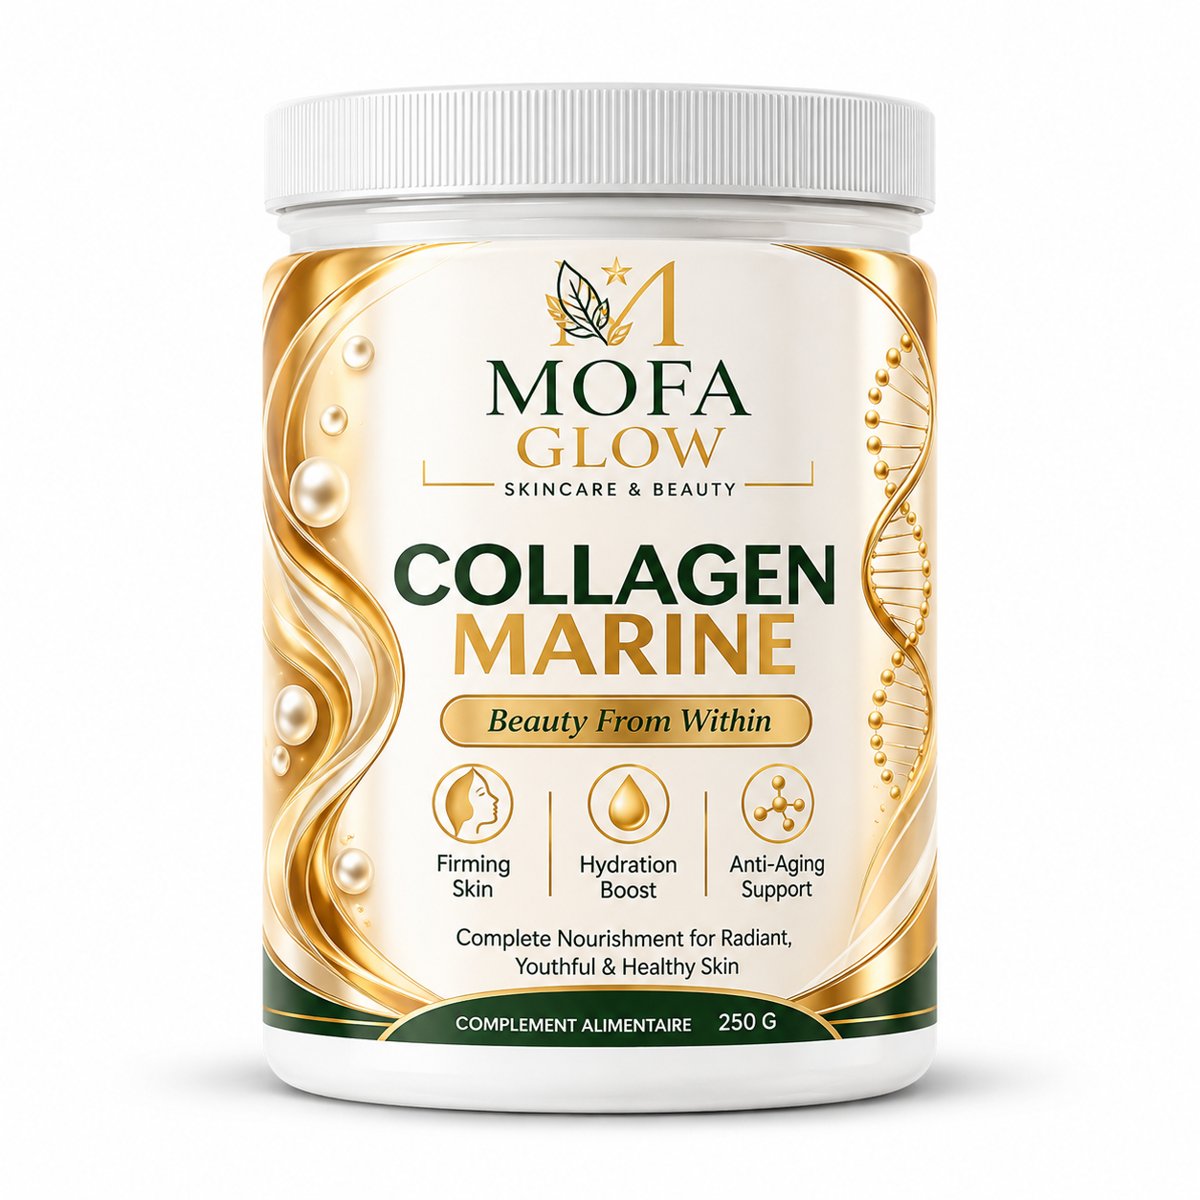 MOFA
GLOW
SKINCARE & BEAUTY
COLLAGEN
MARINE
Beauty From Within
Firming
Skin
Hydration
Boost
Anti-Aging
Support
Complete Nourishment for Radiant,
Youthful & Healthy Skin
COMPLEMENT ALIMENTAIRE 250 G